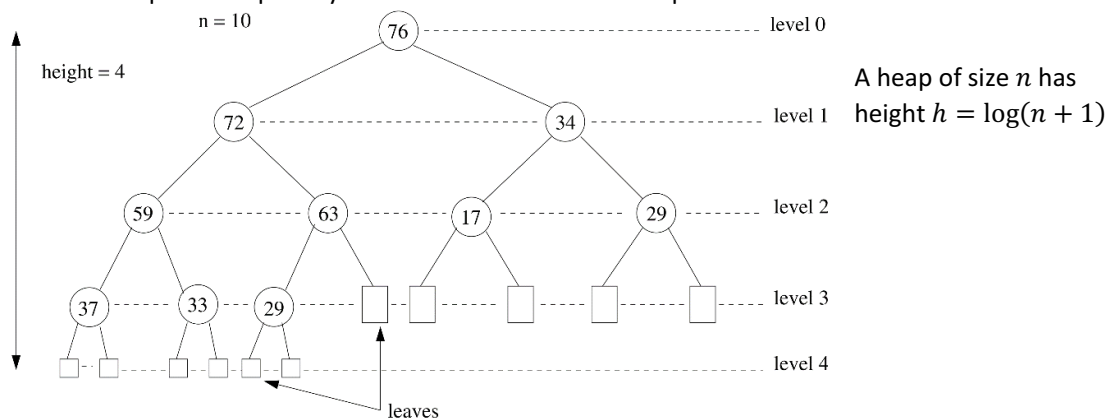 n = 10
76
level 0
height = 4
A heap of size n has
72
34
level 1
height h = log(n + 1)
59
63
17
29
level 2
37
33
29
level 3
level 4
leaves